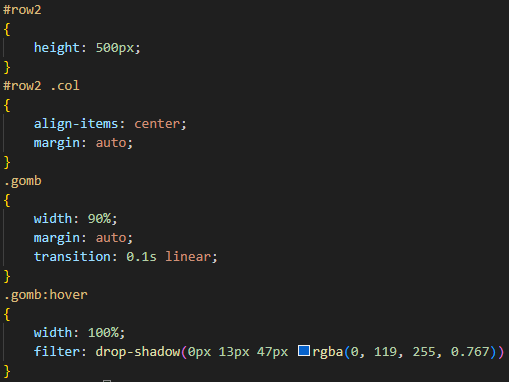 #row2
{
    height: 500px;
}
#row2 .col
{
    align-items: center;
    margin: auto;
}
.gomb
{
    width: 90%;
    margin: auto;
    transition: 0.1s linear;
}
.gomb:hover
{
    width: 100%;
    filter: drop-shadow(0px 13px 47px rgba(0, 119, 255, 0.767))
}